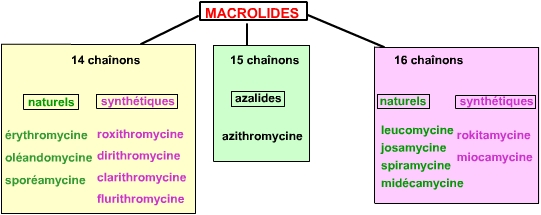 MACROLIDES
14 chaînons
naturels
synthétiques
érythromycine
oléandomycine
sporéamycine
roxithromycine
dirithromycine
clarithromycine
flurithromycine
15 chaînons
azalides
azithromycine
16 chaînons
naturels
synthétiques
leucomycine
josamycine
spiramycine
midécamycine
rokitamycine
miocamycine